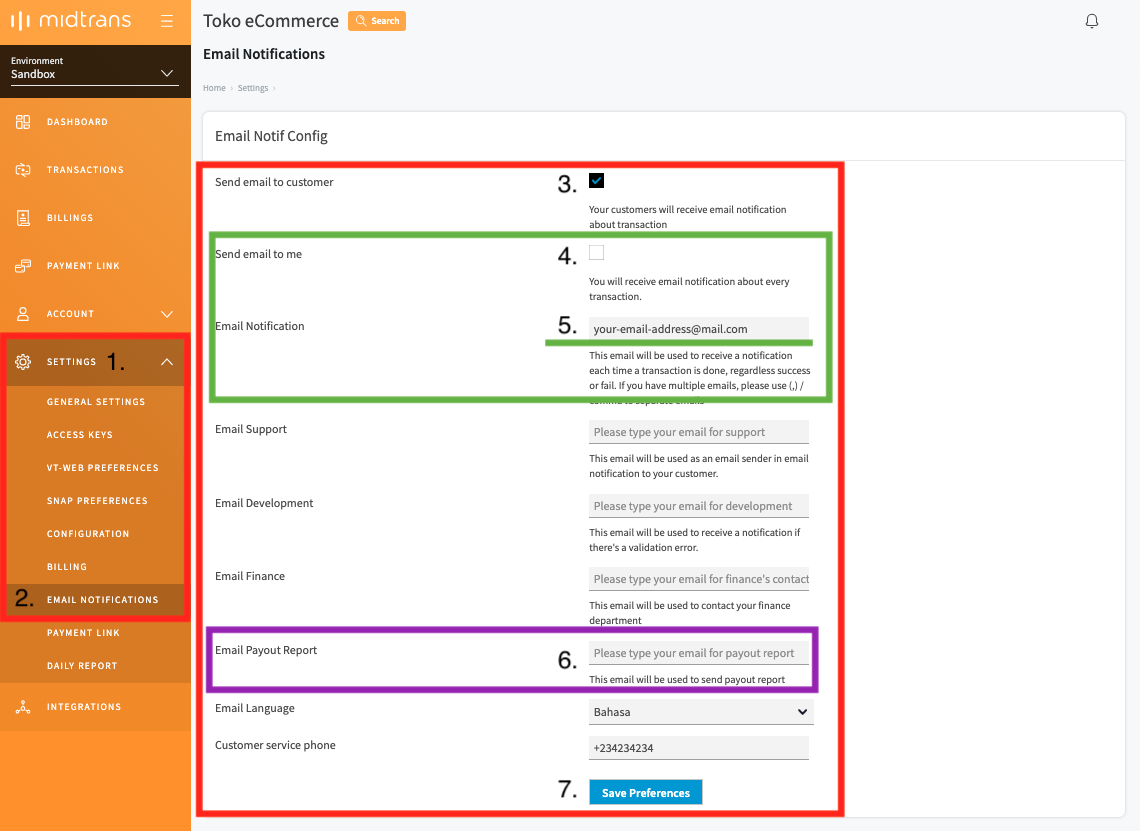 midtrans
Toko eCommerce
Search
Environment
Sandbox
Email Notifications
Home › Settings ›
DASHBOARD
TRANSACTIONS
BILLINGS
PAYMENT LINK
ACCOUNT
SETTINGS 1.
GENERAL SETTINGS
ACCESS KEYS
VT-WEB PREFERENCES
SNAP PREFERENCES
CONFIGURATION
BILLING
2. EMAIL NOTIFICATIONS
PAYMENT LINK
DAILY REPORT
INTEGRATIONS
Email Notif Config
Send email to customer 3.
Your customers will receive email notification
about transaction
Send email to me 4.
You will receive email notification about every
transaction.
Email Notification 5. your-email-address@mail.com
This email will be used to receive a notification
each time a transaction is done, regardless success
or fail. If you have multiple emails, please use (,) /
comma to separate emails
Email Support Please type your email for support
This email will be used as an email sender in email
notification to your customer.
Email Development Please type your email for development
This email will be used to receive a notification if
there's a validation error.
Email Finance Please type your email for finance's contact
This email will be used to contact your finance
department
Email Payout Report 6. Please type your email for payout report
This email will be used to send payout report
Email Language Bahasa
Customer service phone +234234234
7. Save Preferences